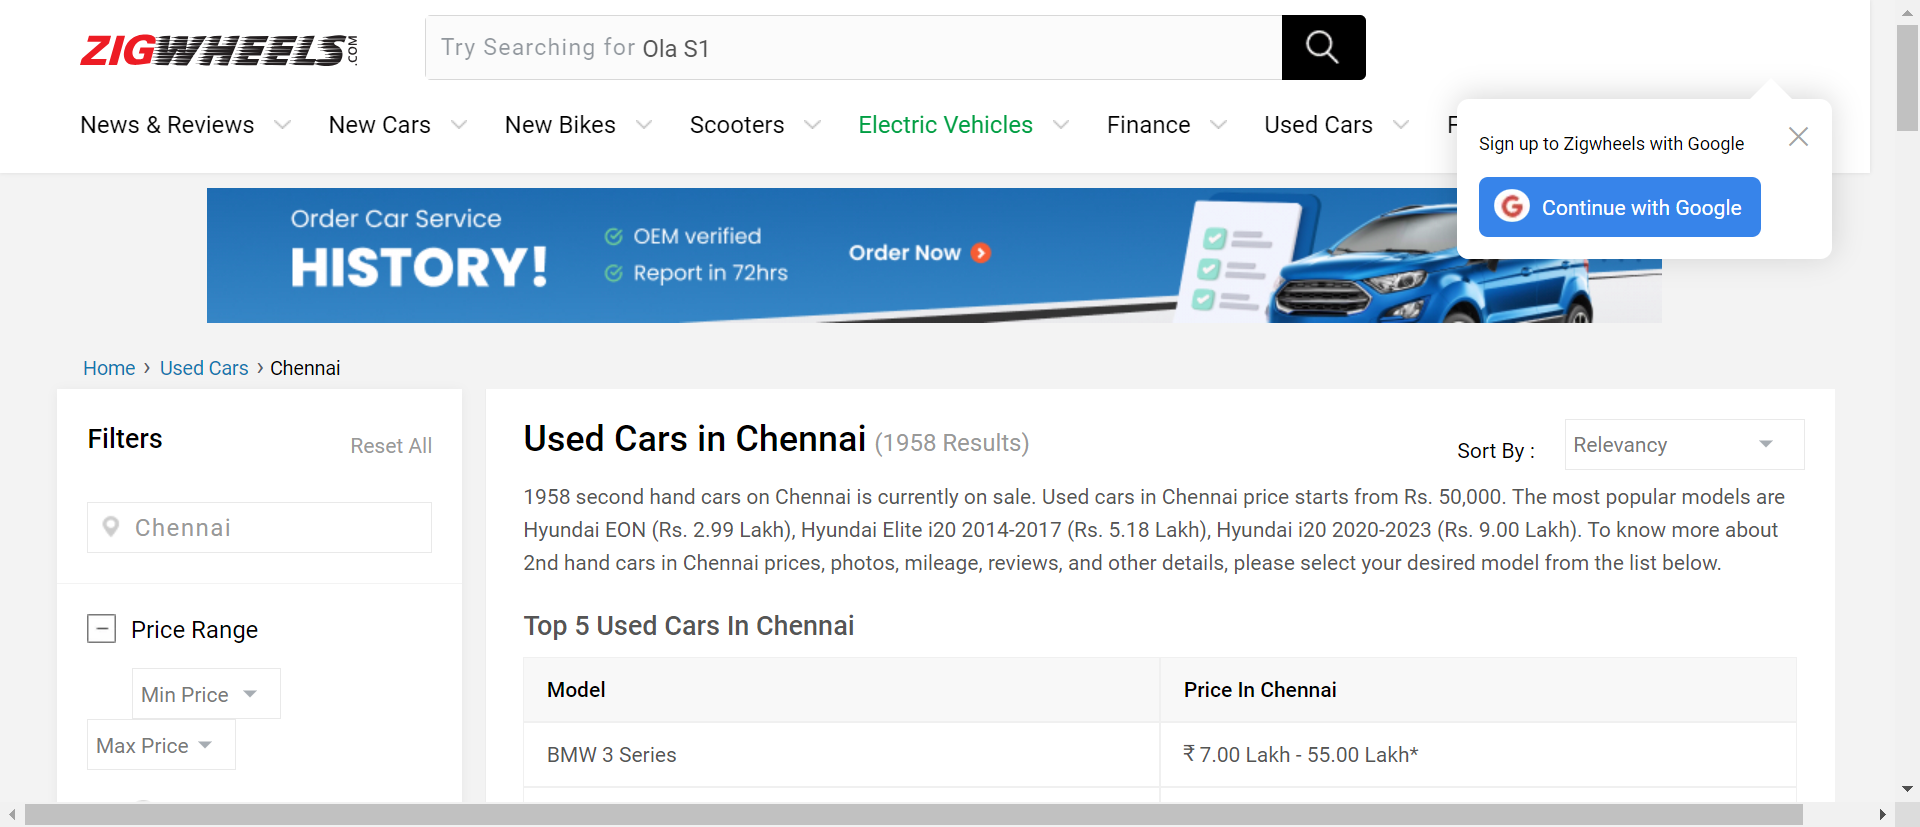 ZIGWHEELS.COM
Try Searching for Ola S1
News & Reviews
New Cars
New Bikes
Scooters
Electric Vehicles
Finance
Used Cars
F
Sign up to Zigwheels with Google
Continue with Google
Order Car Service
HISTORY!
OEM verified
Report in 72hrs
Order Now
Home › Used Cars › Chennai
Filters
Reset All
Chennai
Price Range
Min Price
Max Price
Used Cars in Chennai (1958 Results)
Sort By :
Relevancy
1958 second hand cars on Chennai is currently on sale. Used cars in Chennai price starts from Rs. 50,000. The most popular models are
Hyundai EON (Rs. 2.99 Lakh), Hyundai Elite i20 2014-2017 (Rs. 5.18 Lakh), Hyundai i20 2020-2023 (Rs. 9.00 Lakh). To know more about
2nd hand cars in Chennai prices, photos, mileage, reviews, and other details, please select your desired model from the list below.
Top 5 Used Cars In Chennai
Model
Price In Chennai
BMW 3 Series
₹ 7.00 Lakh - 55.00 Lakh*